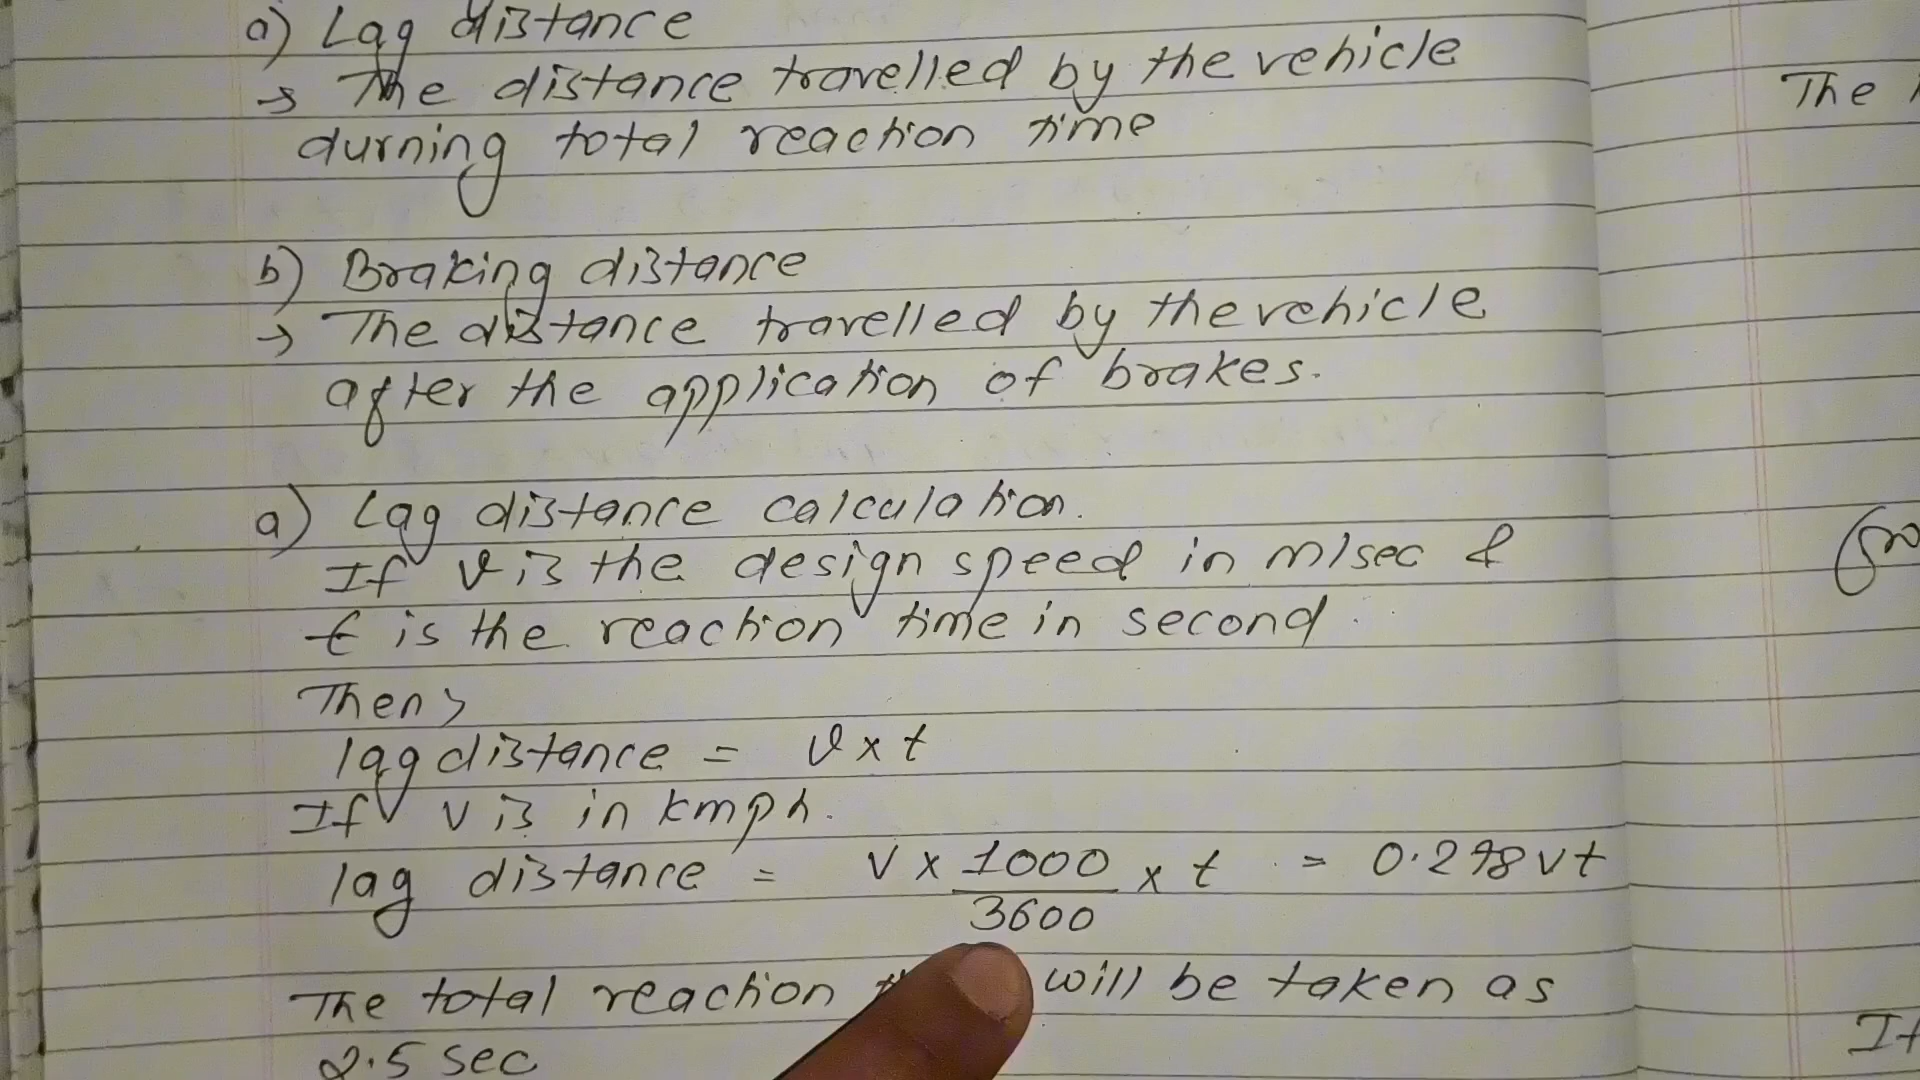 a) Lag distance
→ The distance travelled by the vehicle
durning total reaction time
b) Braking distance
→ The distance travelled by the vehicle
after the application of brakes.
a) Lag distance calculation.
If v is the design speed in m/sec &
t is the reaction time in second.
Then,
lag distance = v x t
If V is in kmph.
lag distance = V x 1000/3600 x t = 0.278 vt
The total reaction will be taken as
2.5 sec
The
If